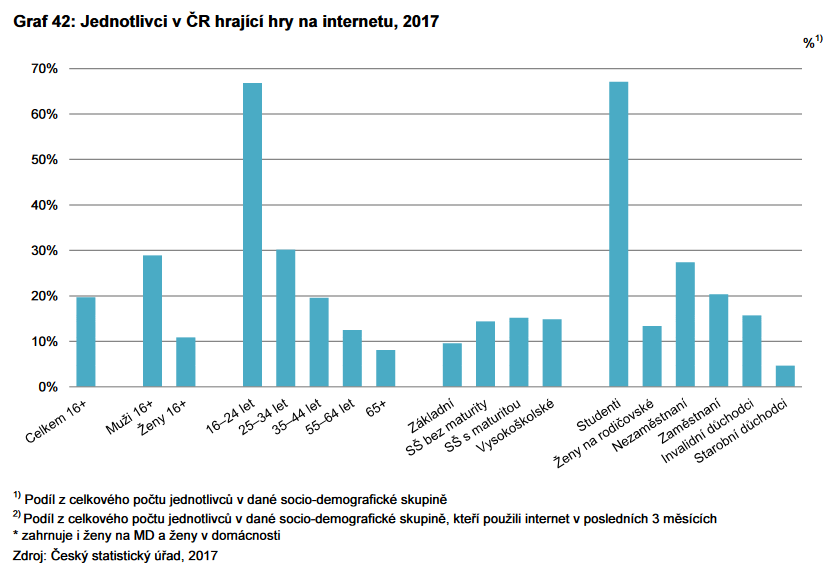 Graf 42: Jednotlivci v ČR hrající hry na internetu, 2017
%1)
70%
60%
50%
40%
30%
20%
10%
0%
Celkem 16+
Muži 16+
Ženy 16+
16–24 let
25–34 let
35–44 let
55–64 let
65+
Základní
SŠ bez maturity
SŠ s maturitou
Vysokoškolské
Studenti
Ženy na rodičovské
Nezaměstnaní
Zaměstnaní
Invalidní důchodci
Starobní důchodci
1) Podíl z celkového počtu jednotlivců v dané socio-demografické skupině
2) Podíl z celkového počtu jednotlivců v dané socio-demografické skupině, kteří použili internet v posledních 3 měsících
* zahrnuje i ženy na MD a ženy v domácnosti
Zdroj: Český statistický úřad, 2017